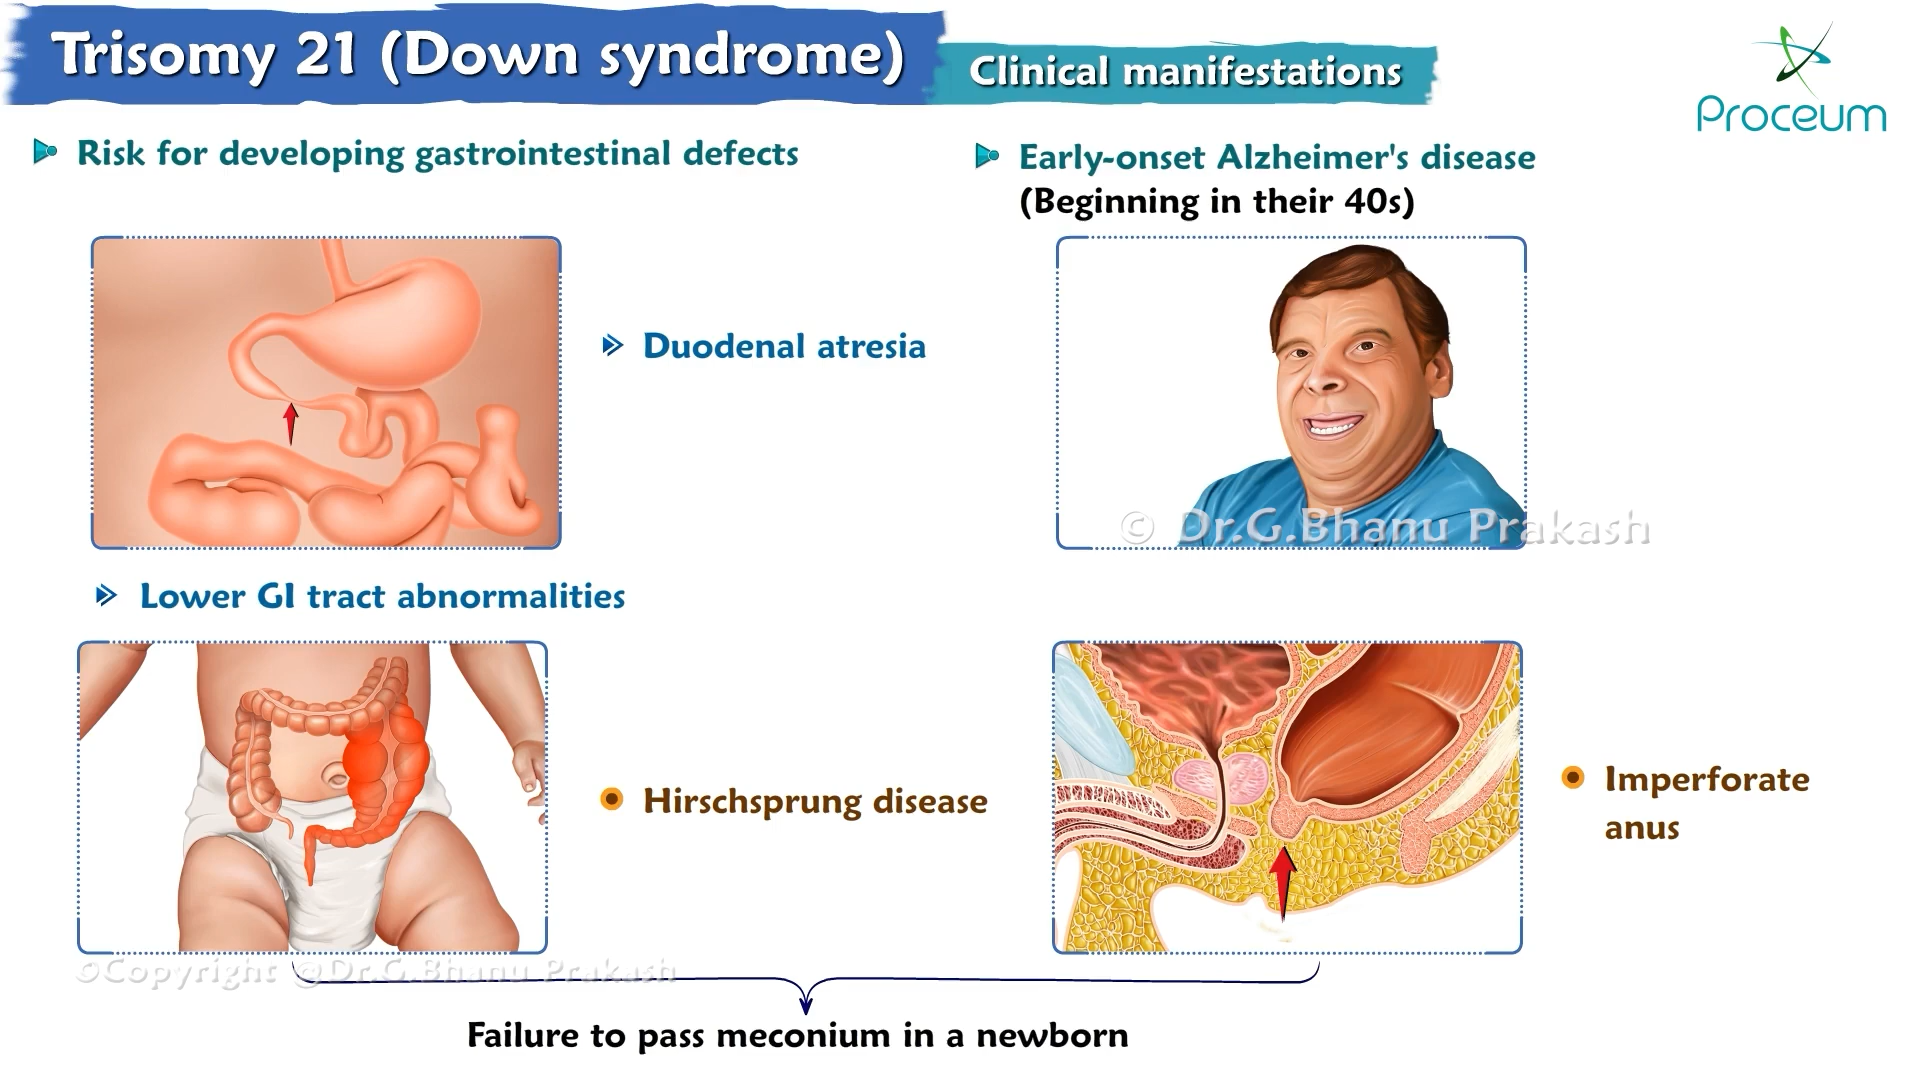 Trisomy 21 (Down syndrome)
Clinical manifestations
Proceum
Risk for developing gastrointestinal defects
Duodenal atresia
Early-onset Alzheimer's disease
(Beginning in their 40s)
© Dr.G.Bhanu Prakash
Lower GI tract abnormalities
Hirschsprung disease
Imperforate
anus
©Copyright @Dr.G.Bhanu Prakash
Failure to pass meconium in a newborn